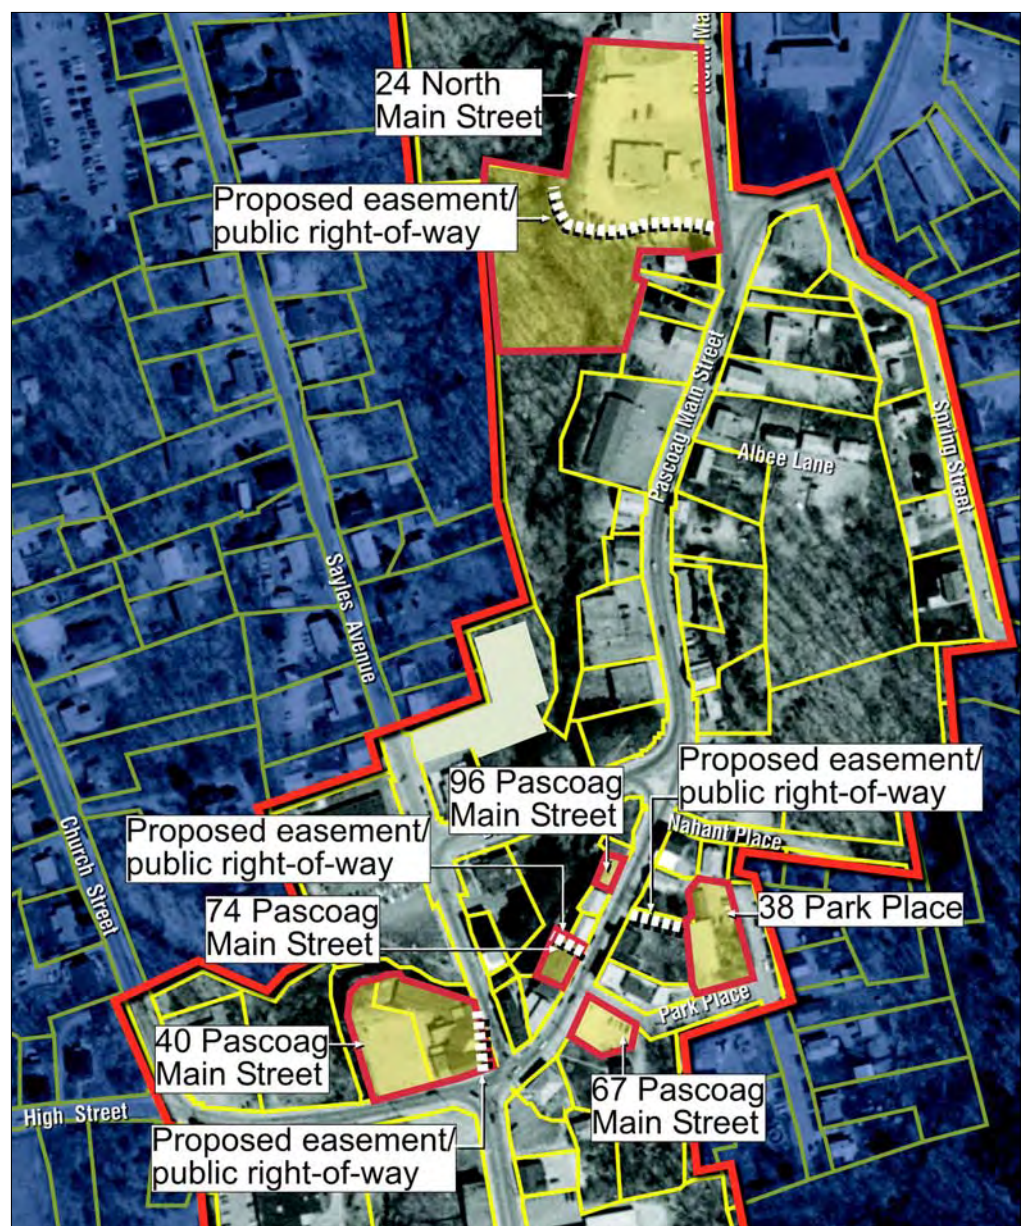 North Ma
24 North
Main Street
Proposed easement/
public right-of-way
Pascoag Main Street
Spring Street
Albee Lane
Sayles Avenue
96 Pascoag
Main Street
Proposed easement/
public right-of-way
Nahant Place
Church Street
Proposed easement/
public right-of-way
74 Pascoag
Main Street
38 Park Place
Park Place
40 Pascoag
Main Street
67 Pascoag
Main Street
High Street
Proposed easement/
public right-of-way